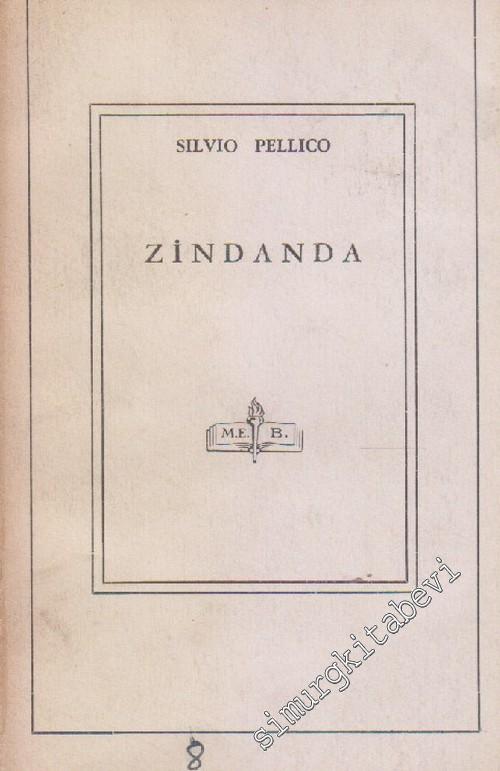 SILVIO PELLICO
ZİNDANDA
M.E. B.
simurgkitabevi
8